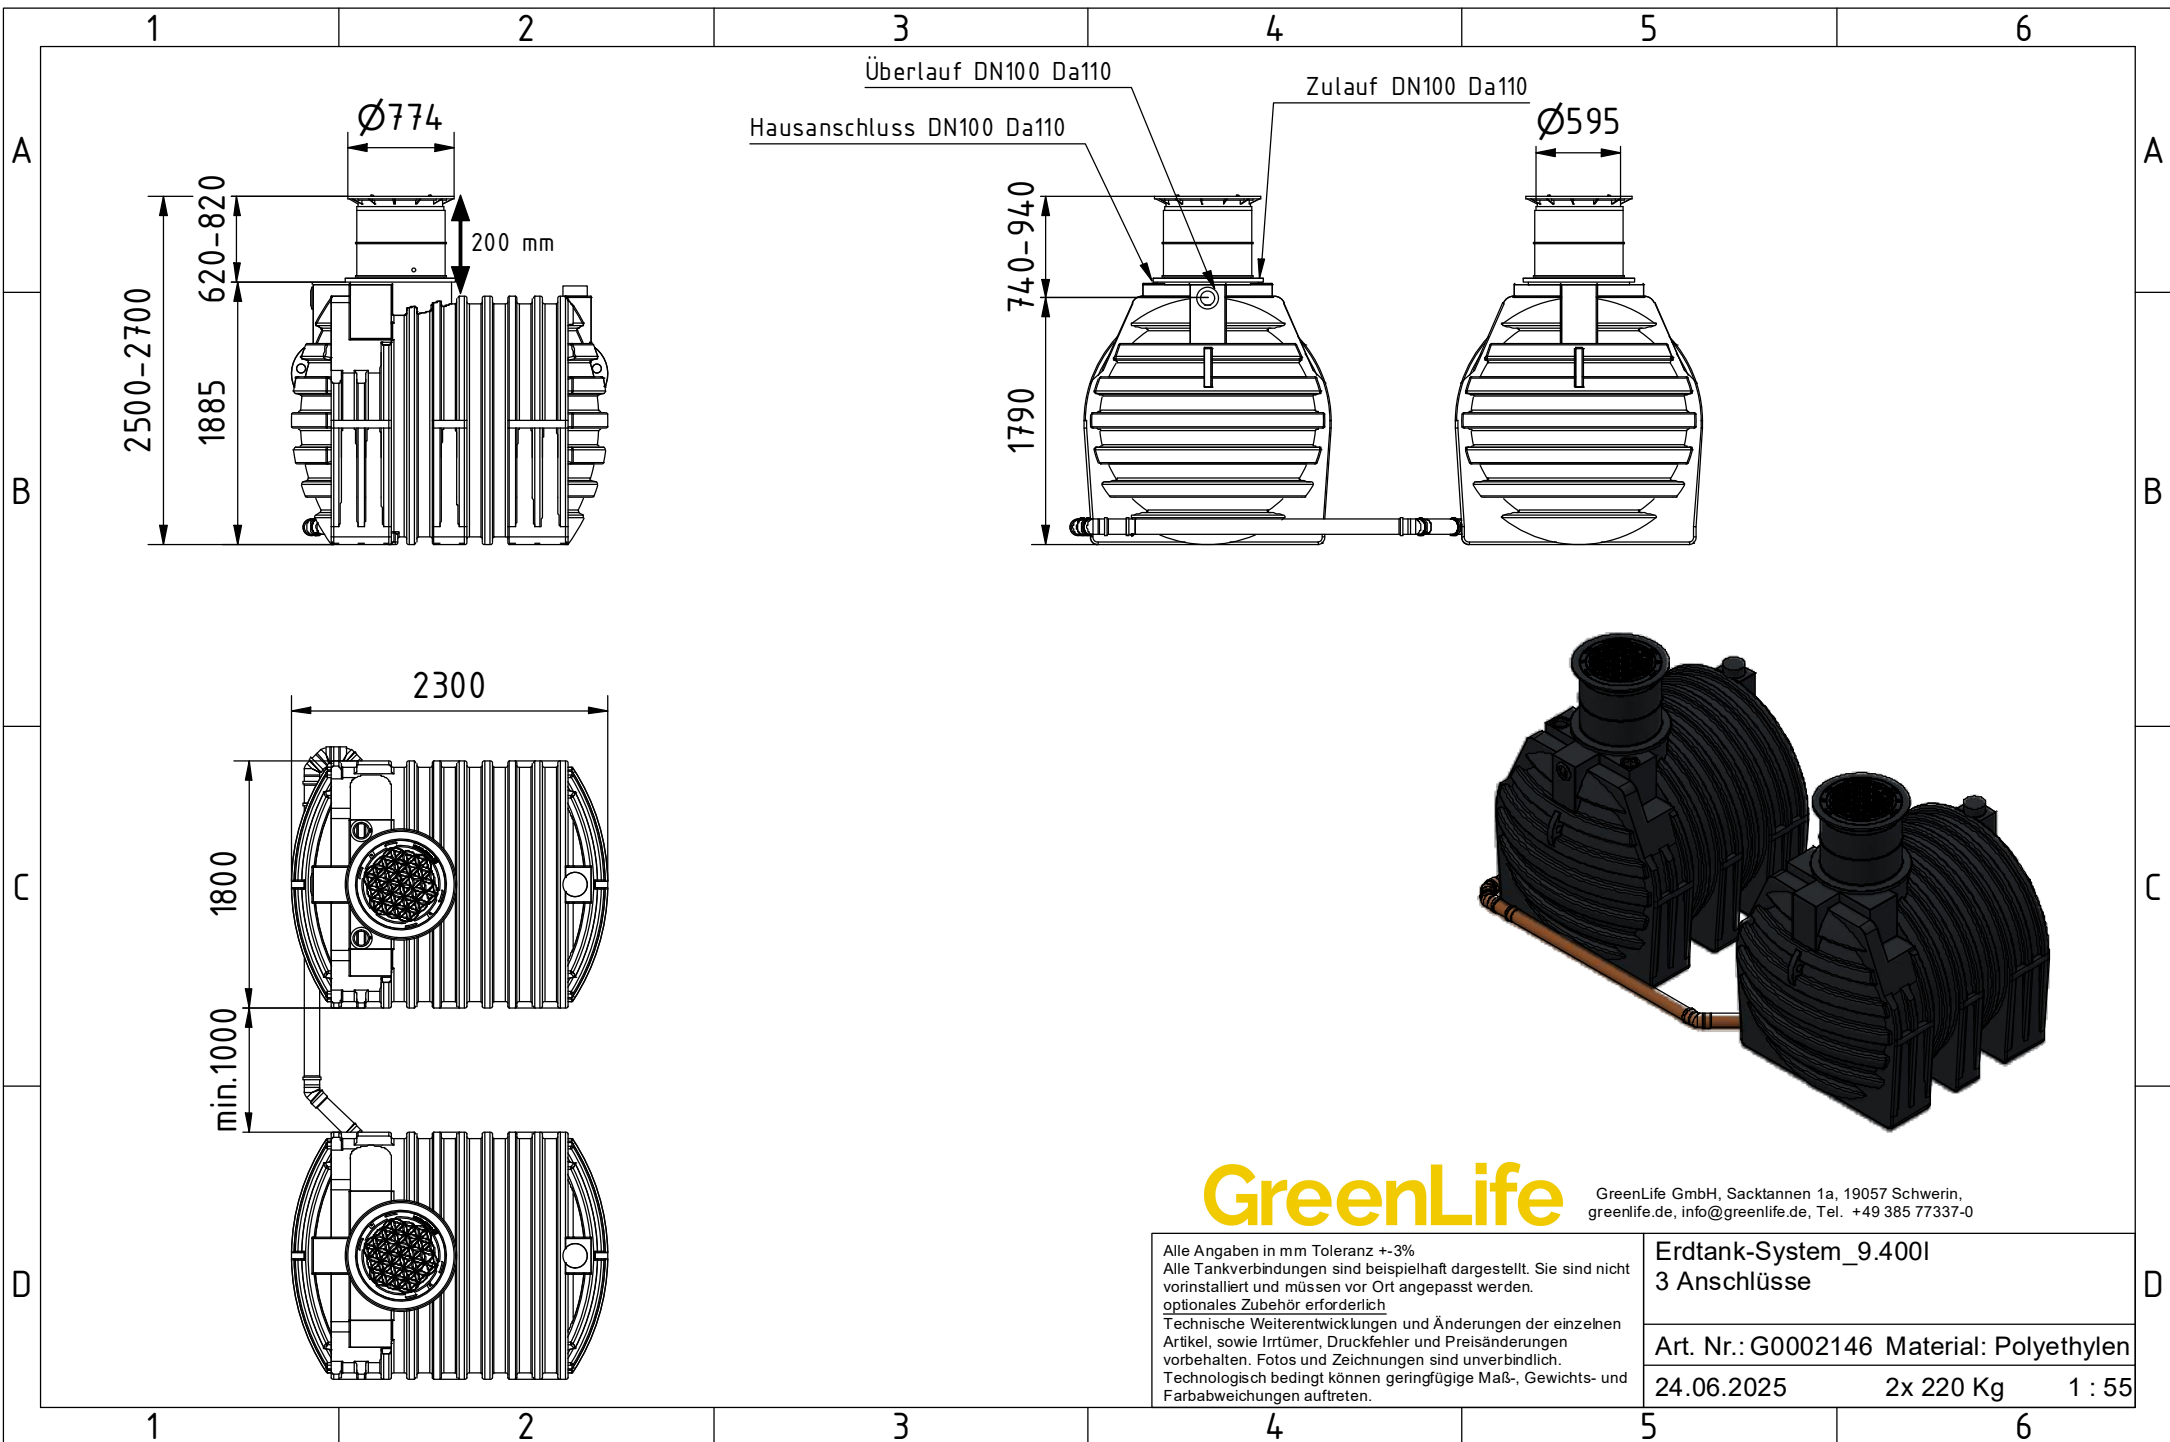 1 2 3 4 5 6
A A
B B
C C
D D
Überlauf DN100 Da110
Zulauf DN100 Da110
Hausanschluss DN100 Da110
Ø774
Ø595
620-820
200 mm
2500-2700
1885
740-940
1790
2300
1800
min.1000
GreenLife
GreenLife GmbH, Sacktannen 1a, 19057 Schwerin,
greenlife.de, info@greenlife.de, Tel. +49 385 77337-0
Alle Angaben in mm Toleranz +-3%
Alle Tankverbindungen sind beispielhaft dargestellt. Sie sind nicht
vorinstalliert und müssen vor Ort angepasst werden.
optionales Zubehör erforderlich
Technische Weiterentwicklungen und Änderungen der einzelnen
Artikel, sowie Irrtümer, Druckfehler und Preisänderungen
vorbehalten. Fotos und Zeichnungen sind unverbindlich.
Technologisch bedingt können geringfügige Maß-, Gewichts- und
Farbabweichungen auftreten.
Erdtank-System_9.400l
3 Anschlüsse
Art. Nr.: G0002146 Material: Polyethylen
24.06.2025 2x 220 Kg 1 : 55
1 2 3 4 5 6